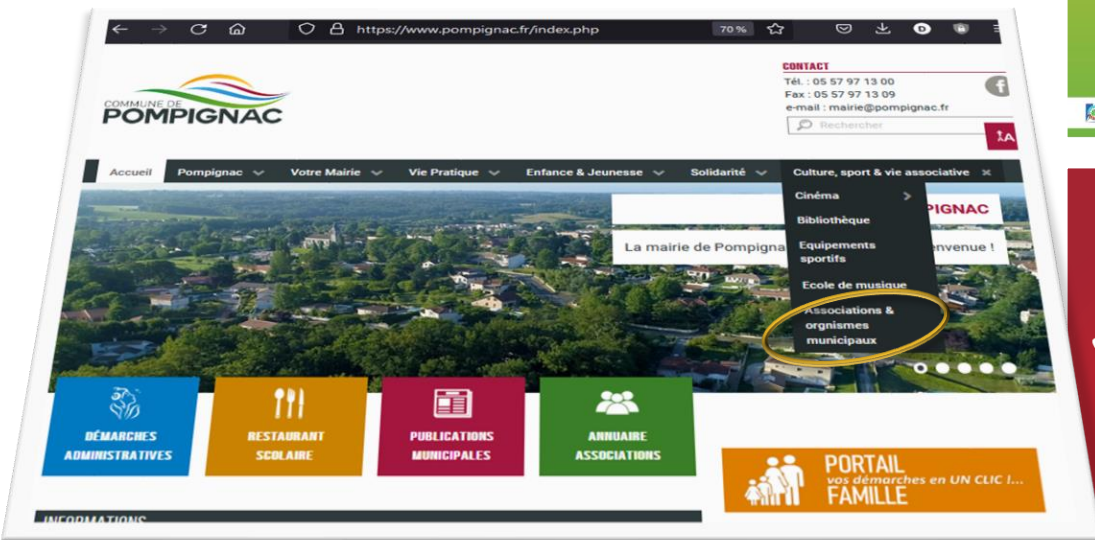 https://www.pompignac.fr/index.php
70 %
COMMUNE DE
POMPIGNAC
CONTACT
Tél. : 05 57 97 13 00
Fax : 05 57 97 13 09
e-mail : mairie@pompignac.fr
Rechercher
Accueil Pompignac Votre Mairie Vie Pratique Enfance & Jeunesse Solidarité Culture, sport & vie associative
Cinéma
Bibliothèque
Equipements
sportifs
Ecole de musique
Associations &
orgnismes
municipaux
PIGNAC
La mairie de Pompigna envenue !
DÉMARCHES
ADMINISTRATIVES
RESTAURANT
SCOLAIRE
PUBLICATIONS
MUNICIPALES
ANNUAIRE
ASSOCIATIONS
PORTAIL
vos démarches en UN CLIC !...
FAMILLE
INFORMATIONS